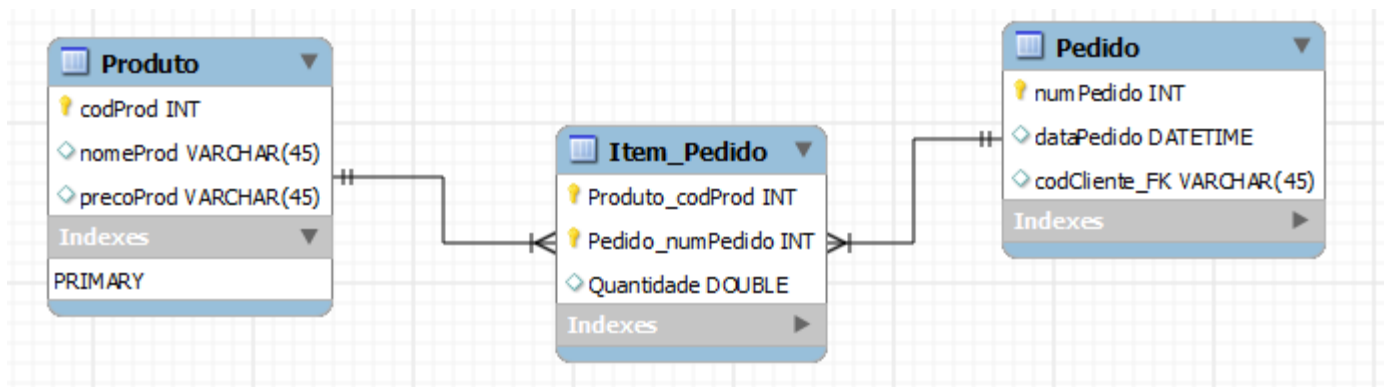 Produto
codProd INT
nomeProd VARCHAR(45)
precoProd VARCHAR(45)
Indexes
PRIMARY
Item_Pedido
Produto_codProd INT
Pedido_numPedido INT
Quantidade DOUBLE
Indexes
Pedido
numPedido INT
dataPedido DATETIME
codCliente_FK VARCHAR(45)
Indexes